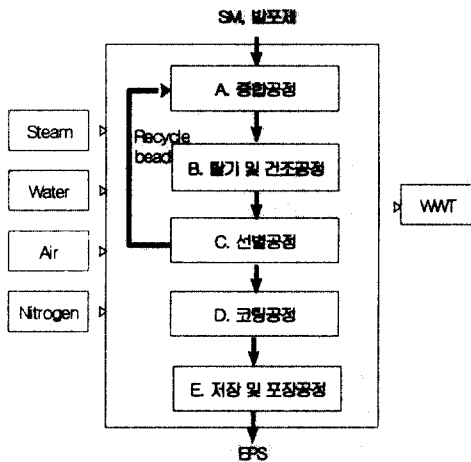 SM, 발포제
A. 중합공정
Steam
Recycle
bead
B. 탈기 및 건조공정
Water
WWT
C. 선별공정
Air
Nitrogen
D. 코팅공정
E. 저장 및 포장공정
EPS